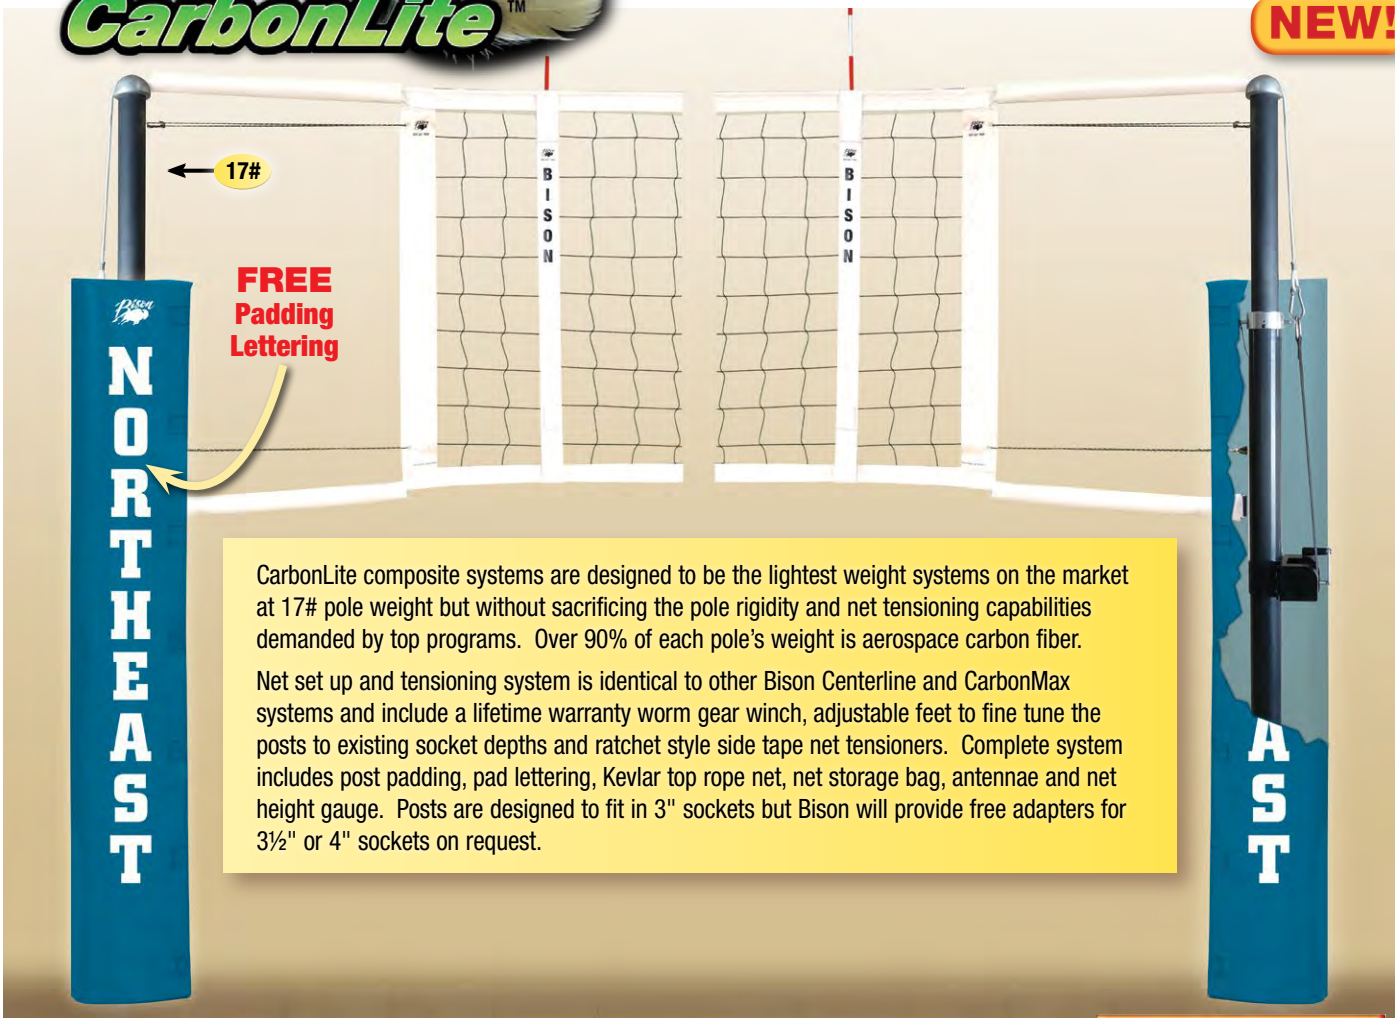 CarbonLite™
NEW!
17#
FREE
Padding
Lettering
Bison
NORTHEAST
BISON
BISON
AST
CarbonLite composite systems are designed to be the lightest weight systems on the market
at 17# pole weight but without sacrificing the pole rigidity and net tensioning capabilities
demanded by top programs.  Over 90% of each pole's weight is aerospace carbon fiber.
Net set up and tensioning system is identical to other Bison Centerline and CarbonMax
systems and include a lifetime warranty worm gear winch, adjustable feet to fine tune the
posts to existing socket depths and ratchet style side tape net tensioners.  Complete system
includes post padding, pad lettering, Kevlar top rope net, net storage bag, antennae and net
height gauge.  Posts are designed to fit in 3" sockets but Bison will provide free adapters for
3½" or 4" sockets on request.